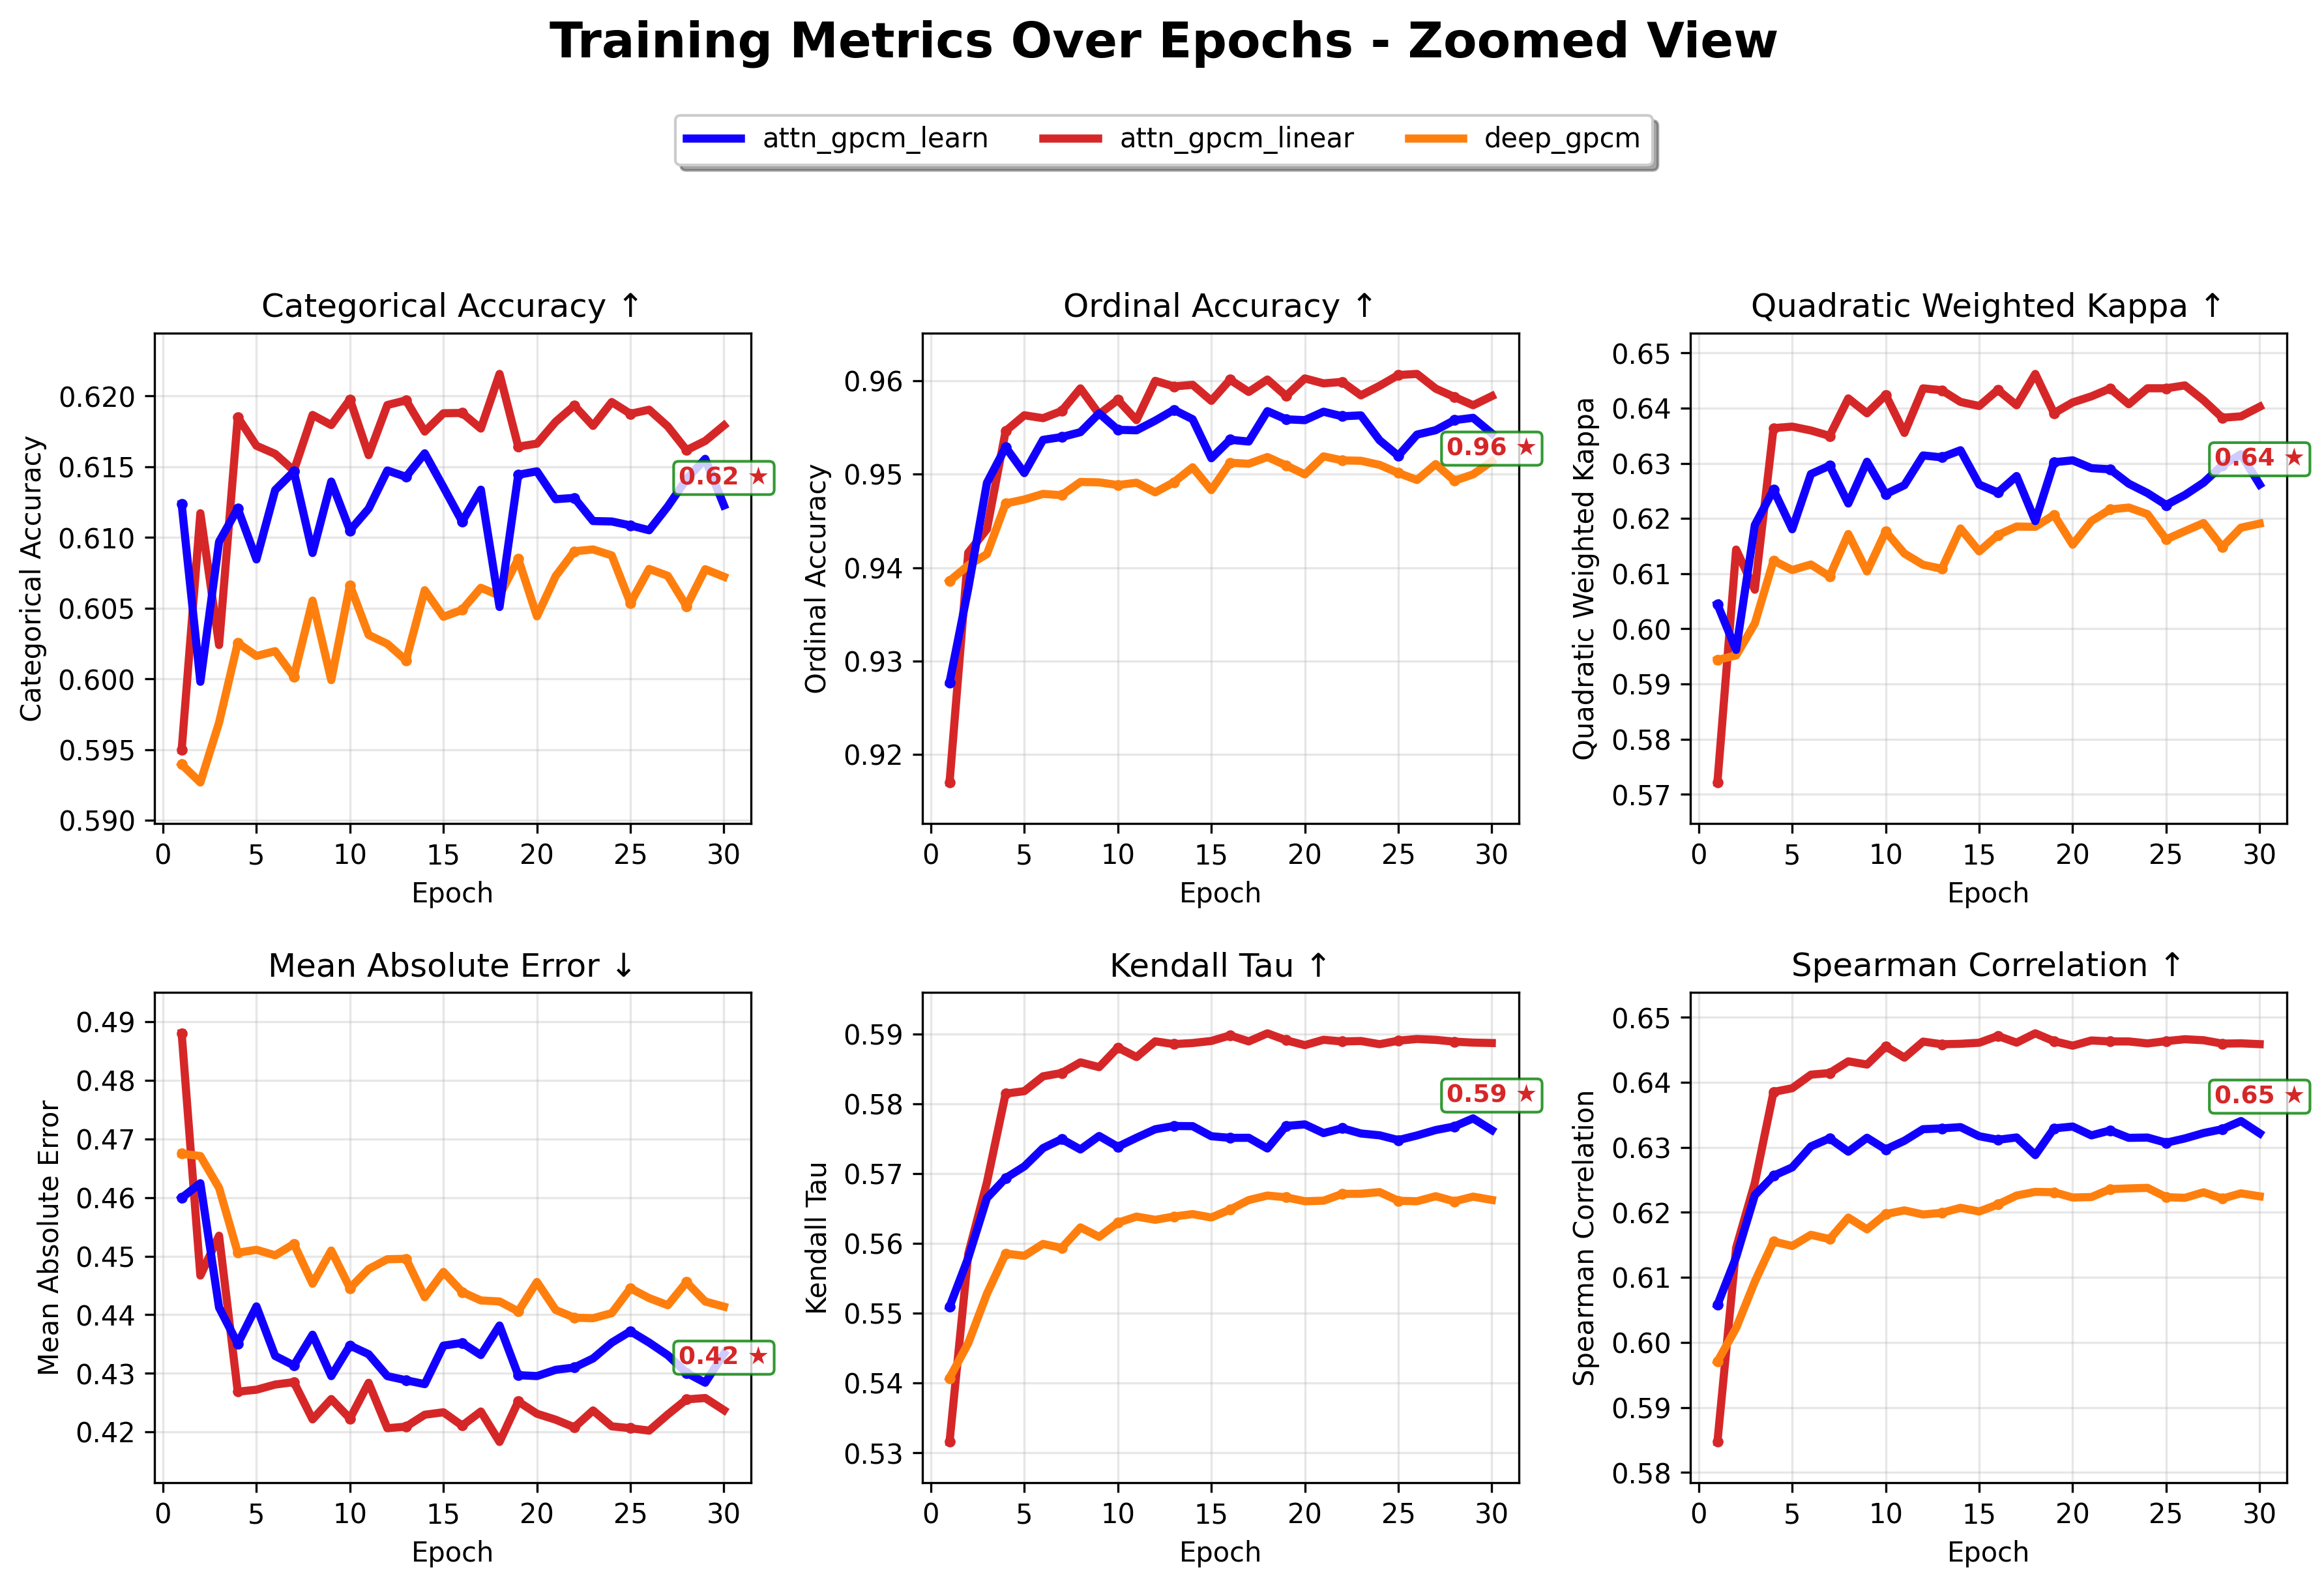 Training Metrics Over Epochs - Zoomed View
attn_gpcm_learn attn_gpcm_linear deep_gpcm
Categorical Accuracy ↑
Categorical Accuracy
0.620
0.615
0.610
0.605
0.600
0.595
0.590
0.62 ★
0 5 10 15 20 25 30
Epoch
Ordinal Accuracy ↑
Ordinal Accuracy
0.96
0.95
0.94
0.93
0.92
0.96 ★
0 5 10 15 20 25 30
Epoch
Quadratic Weighted Kappa ↑
Quadratic Weighted Kappa
0.65
0.64
0.63
0.62
0.61
0.60
0.59
0.58
0.57
0.64 ★
0 5 10 15 20 25 30
Epoch
Mean Absolute Error ↓
Mean Absolute Error
0.49
0.48
0.47
0.46
0.45
0.44
0.43
0.42
0.42 ★
0 5 10 15 20 25 30
Epoch
Kendall Tau ↑
Kendall Tau
0.59
0.58
0.57
0.56
0.55
0.54
0.53
0.59 ★
0 5 10 15 20 25 30
Epoch
Spearman Correlation ↑
Spearman Correlation
0.65
0.64
0.63
0.62
0.61
0.60
0.59
0.58
0.65 ★
0 5 10 15 20 25 30
Epoch